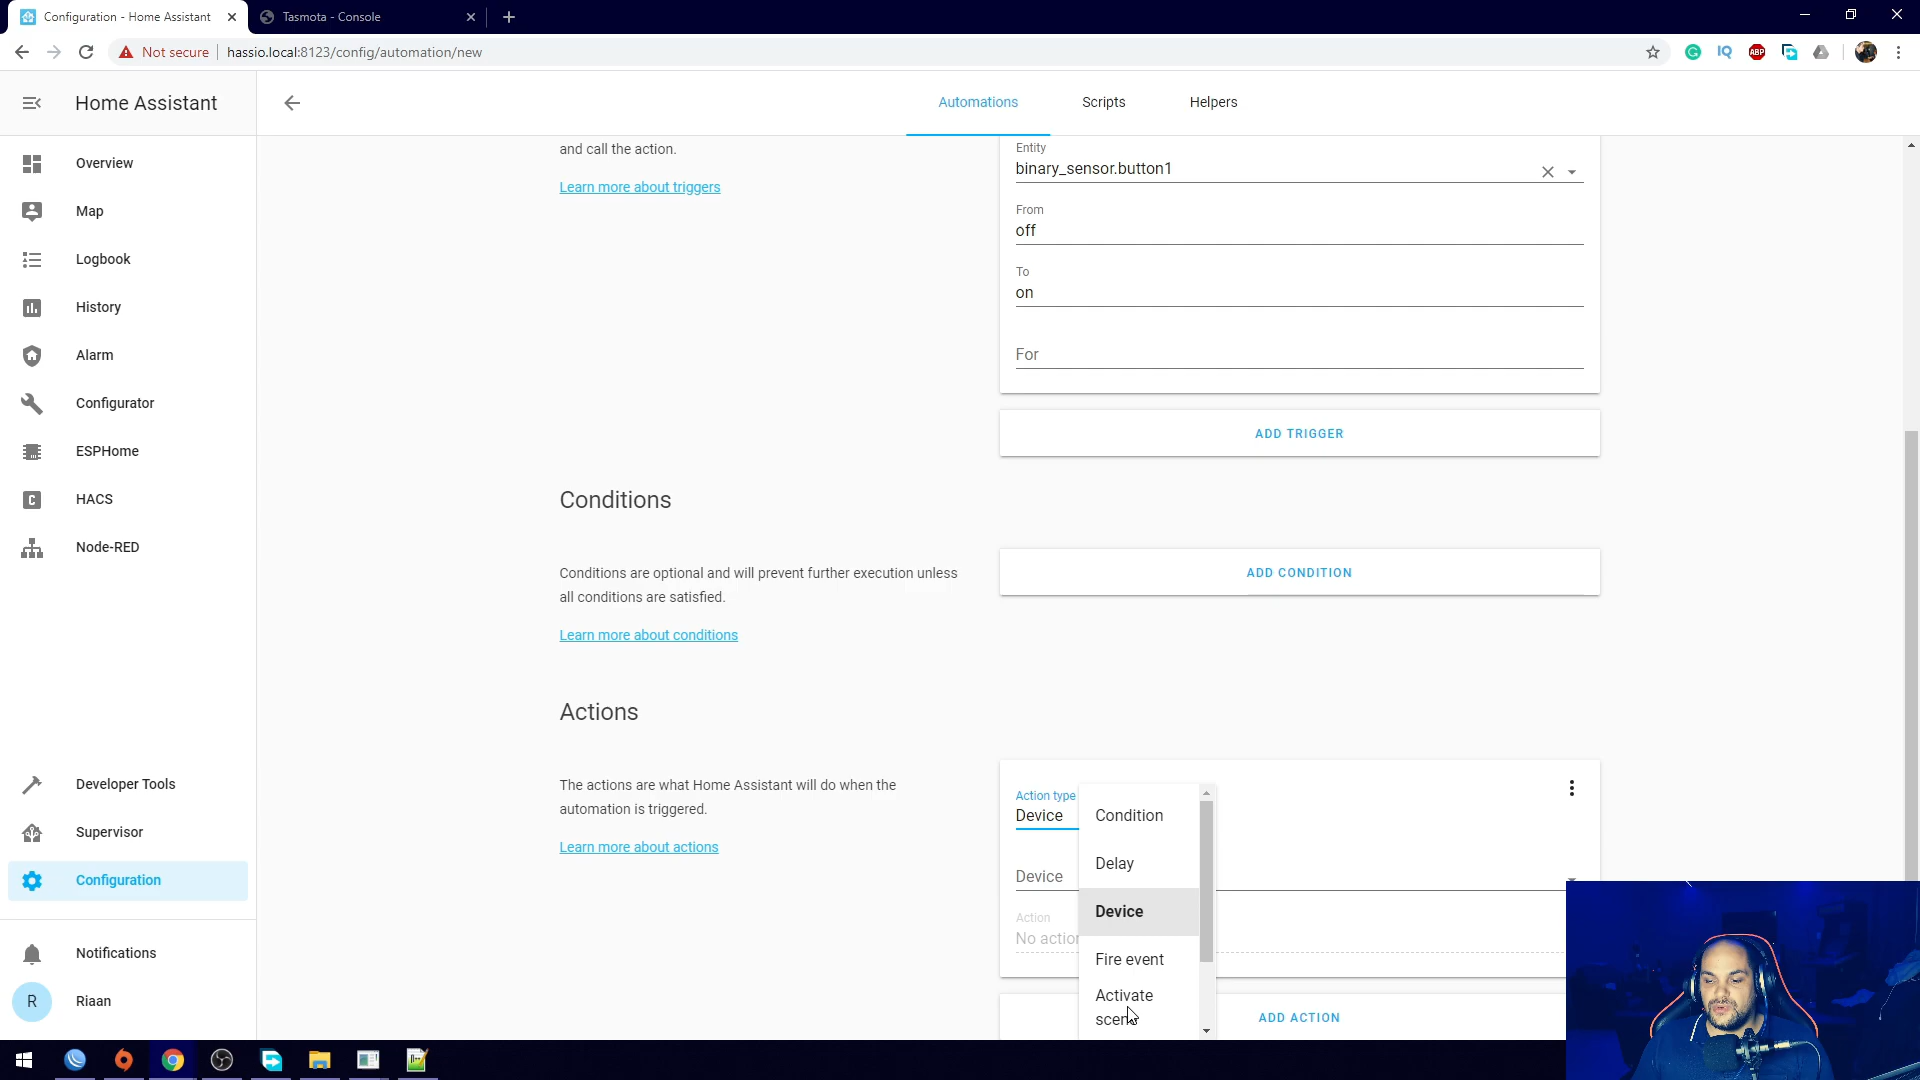 Configuration - Home Assistant
Tasmota - Console
Not secure
hassio.local:8123/config/automation/new
IQ
ABP
Home Assistant
Automations
Scripts
Helpers
Overview
Map
Logbook
History
Alarm
Configurator
ESPHome
C
HACS
Node-RED
Developer Tools
Supervisor
Configuration
Notifications
R
Riaan
and call the action.
Learn more about triggers
Entity
binary_sensor.button1
From
off
To
on
For
ADD TRIGGER
Conditions
Conditions are optional and will prevent further execution unless
all conditions are satisfied.
Learn more about conditions
ADD CONDITION
Actions
The actions are what Home Assistant will do when the
automation is triggered.
Learn more about actions
Action type
Device
Device
Action
No action
Condition
Delay
Device
Fire event
Activate
scene
ADD ACTION